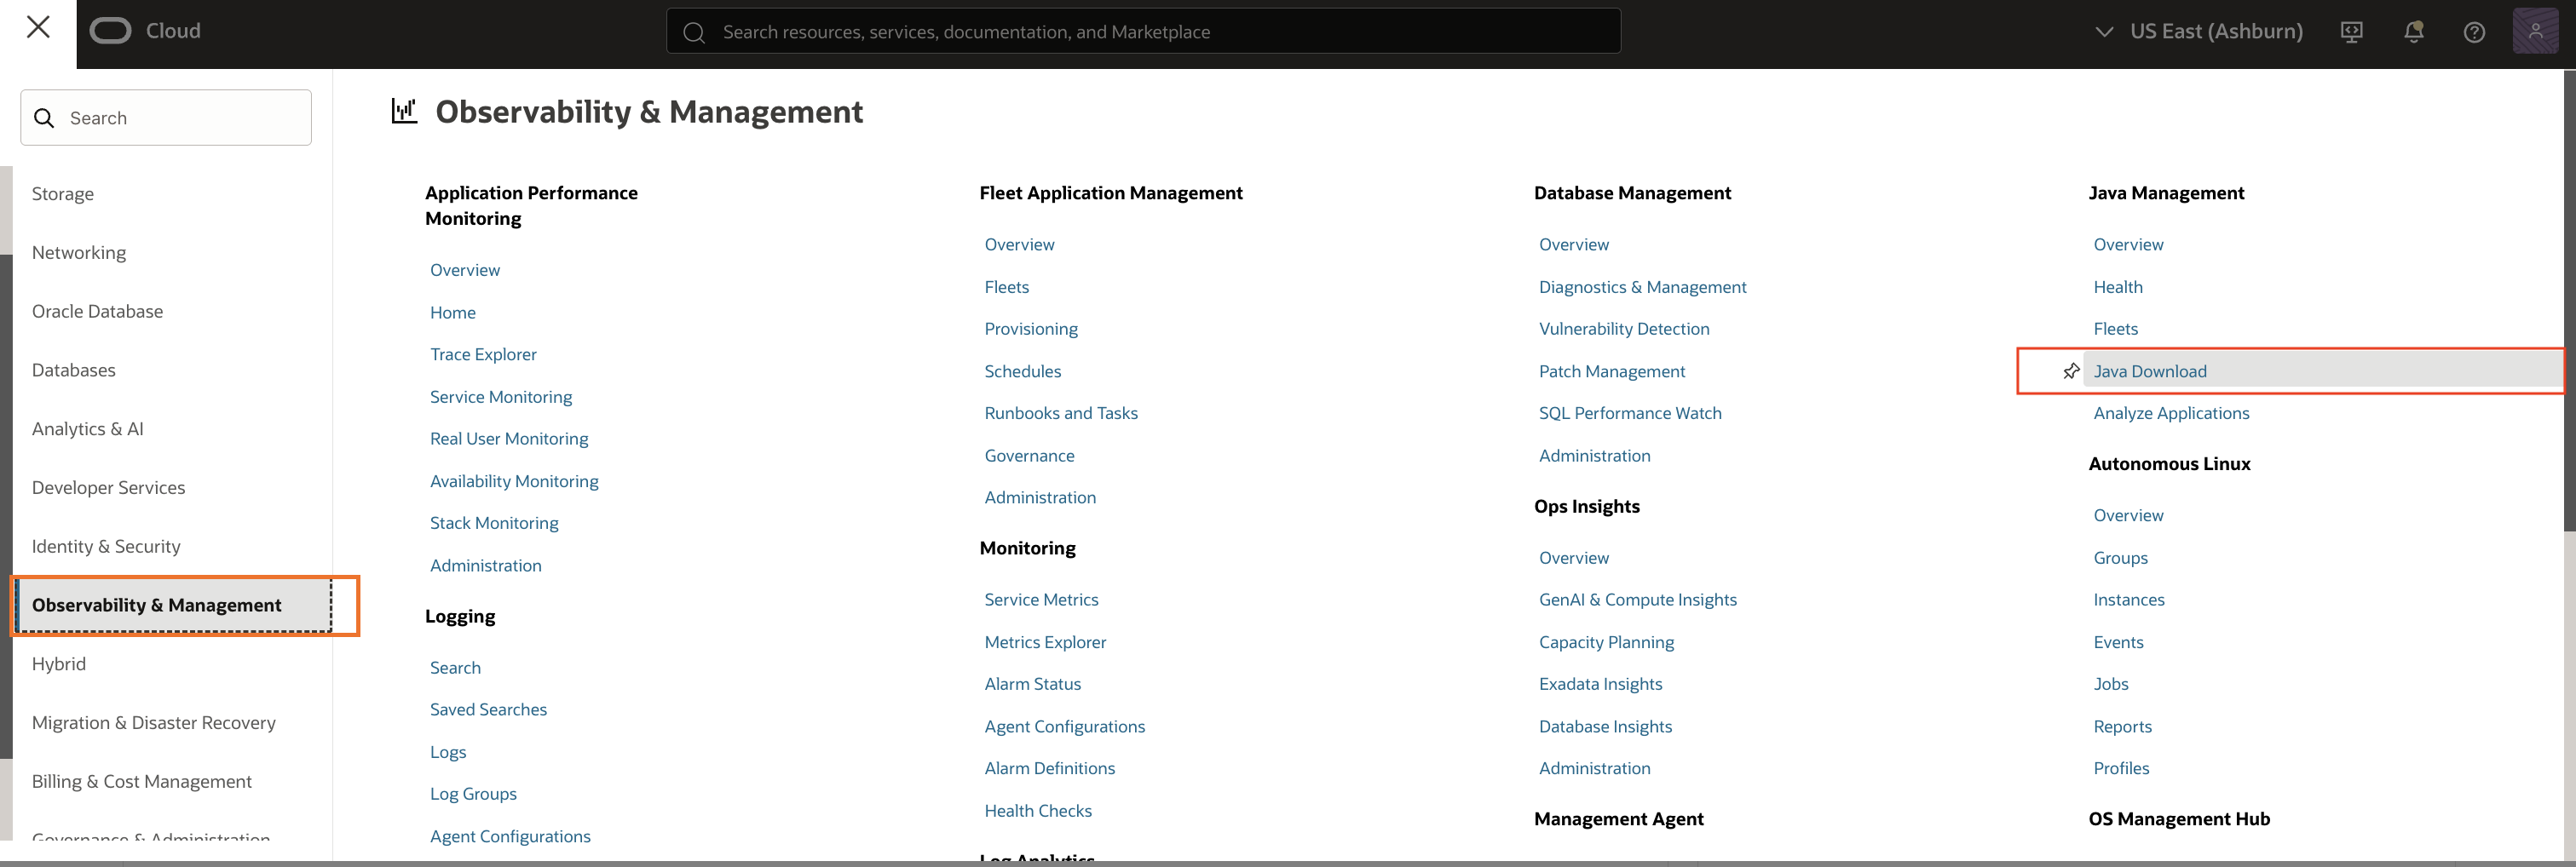 Cloud
Search resources, services, documentation, and Marketplace
US East (Ashburn)
Search
Storage
Networking
Oracle Database
Databases
Analytics & AI
Developer Services
Identity & Security
Observability & Management
Hybrid
Migration & Disaster Recovery
Billing & Cost Management
Governance & Administration
Observability & Management
Application Performance
Monitoring
Overview
Home
Trace Explorer
Service Monitoring
Real User Monitoring
Availability Monitoring
Stack Monitoring
Administration
Logging
Search
Saved Searches
Logs
Log Groups
Agent Configurations
Fleet Application Management
Overview
Fleets
Provisioning
Schedules
Runbooks and Tasks
Governance
Administration
Monitoring
Service Metrics
Metrics Explorer
Alarm Status
Agent Configurations
Alarm Definitions
Health Checks
Log Analytics
Database Management
Overview
Diagnostics & Management
Vulnerability Detection
Patch Management
SQL Performance Watch
Administration
Ops Insights
Overview
GenAI & Compute Insights
Capacity Planning
Exadata Insights
Database Insights
Administration
Management Agent
Java Management
Overview
Health
Fleets
Java Download
Analyze Applications
Autonomous Linux
Overview
Groups
Instances
Events
Jobs
Reports
Profiles
OS Management Hub